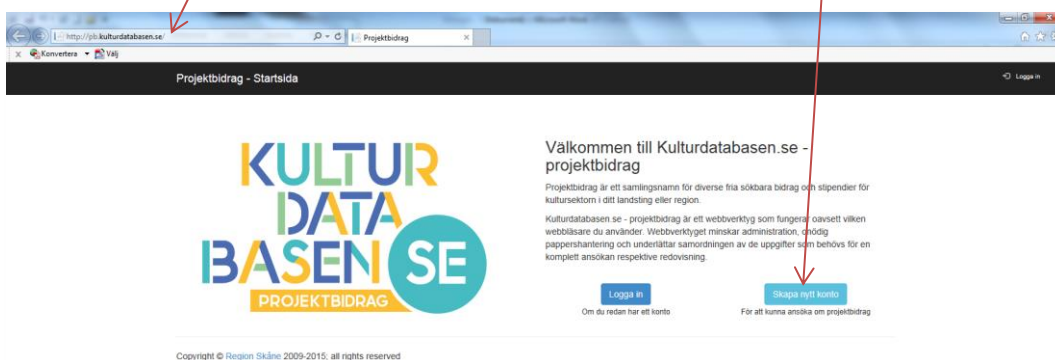 http://pb.kulturdatabasen.se/
Projektbidrag
x Konvertera Välj
Projektbidrag - Startsida
Logga in
KULTUR
DATA
BASEN SE
PROJEKTBIDRAG
Välkommen till Kulturdatabasen.se -
projektbidrag
Projektbidrag är ett samlingsnamn för diverse fria sökbara bidrag och stipendier för
kultursektorn i ditt landsting eller region.
Kulturdatabasen.se - projektbidrag är ett webbverktyg som fungerar oavsett vilken
webbläsare du använder. Webbverktyget minskar administration, onödig
pappershantering och underlättar samordningen av de uppgifter som behövs för en
komplett ansökan respektive redovisning.
Logga in
Om du redan har ett konto
Skapa nytt konto
För att kunna ansöka om projektbidrag
Copyright © Region Skåne 2009-2015; all rights reserved